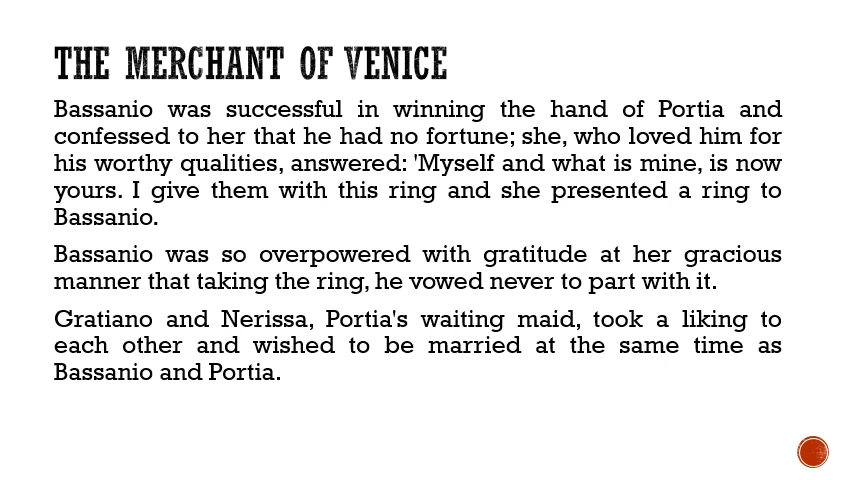 THE MERCHANT OF VENICE
Bassanio was successful in winning the hand of Portia and
confessed to her that he had no fortune; she, who loved him for
his worthy qualities, answered: 'Myself and what is mine, is now
yours. I give them with this ring and she presented a ring to
Bassanio.
Bassanio was so overpowered with gratitude at her gracious
manner that taking the ring, he vowed never to part with it.
Gratiano and Nerissa, Portia's waiting maid, took a liking to
each other and wished to be married at the same time as
Bassanio and Portia.